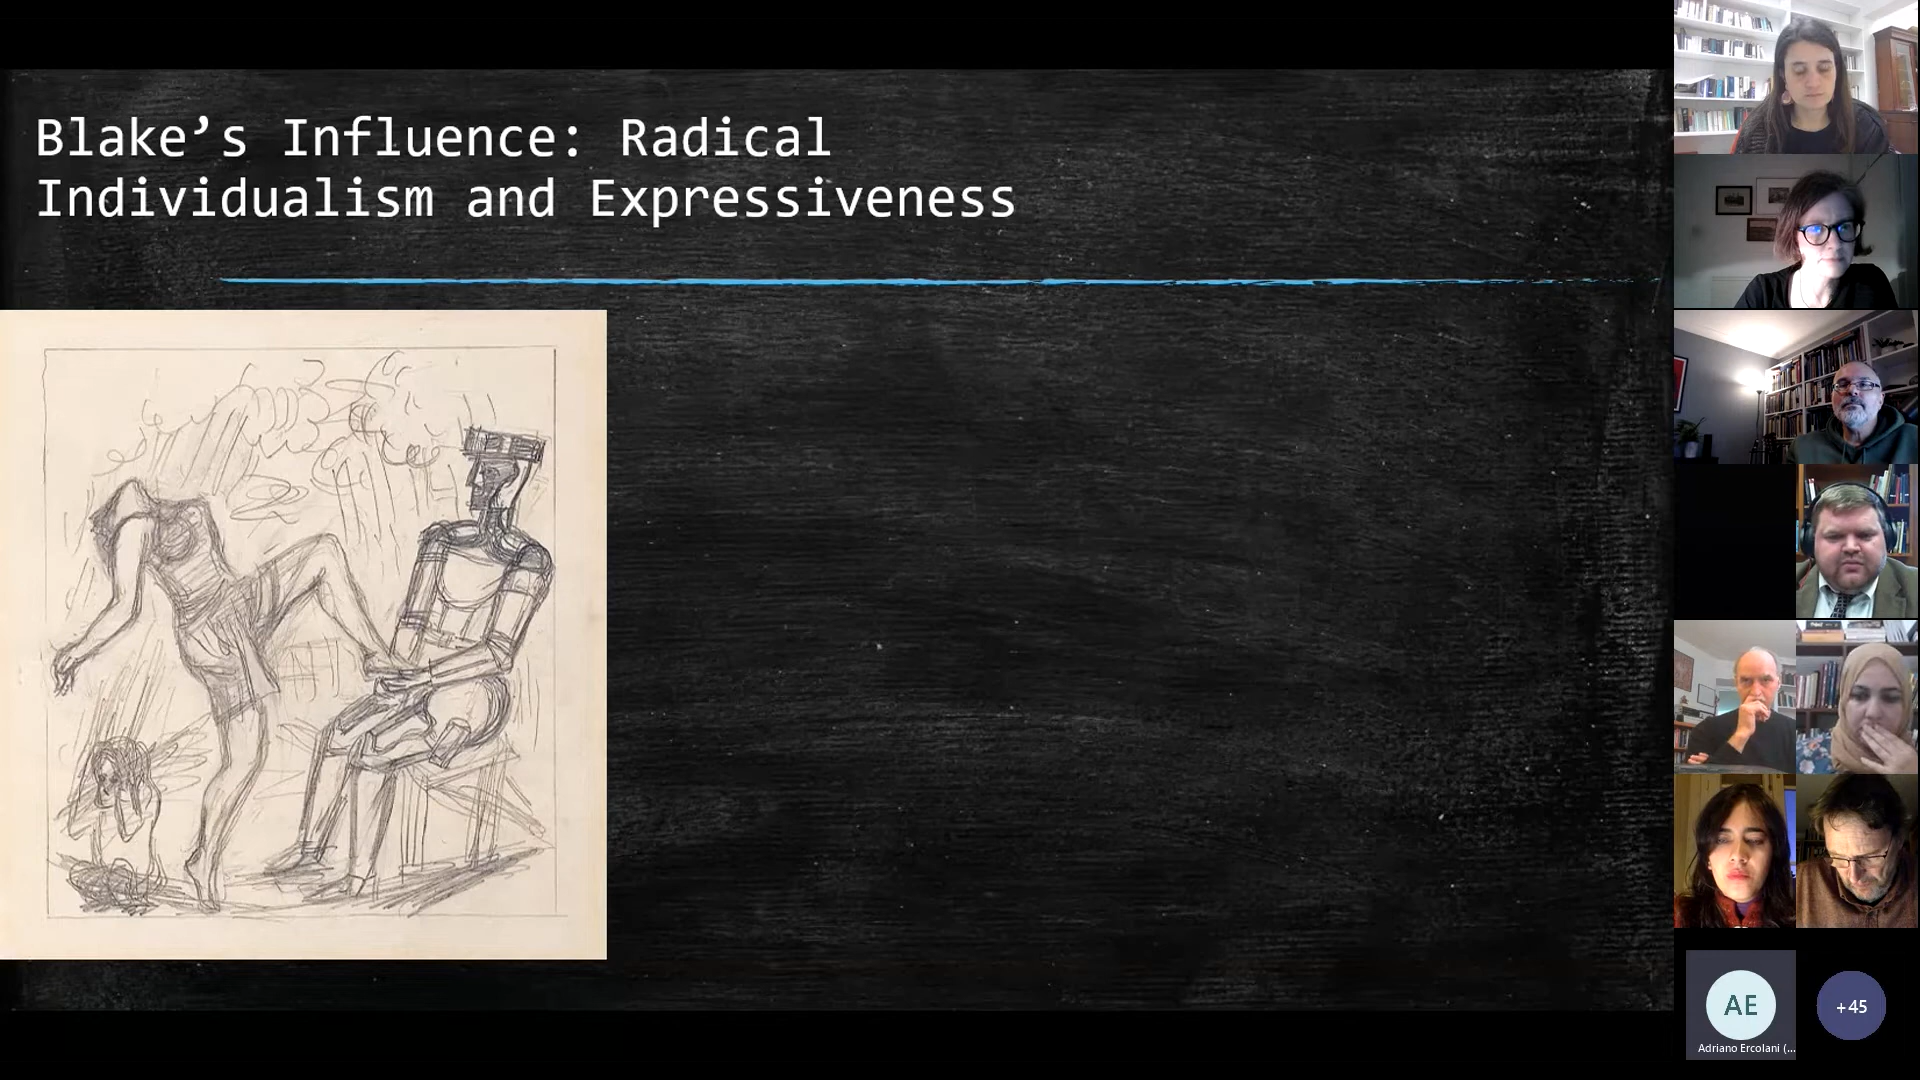 Blake’s Influence: Radical
Individualism and Expressiveness
AE
Adriano Ercolani (...
+45